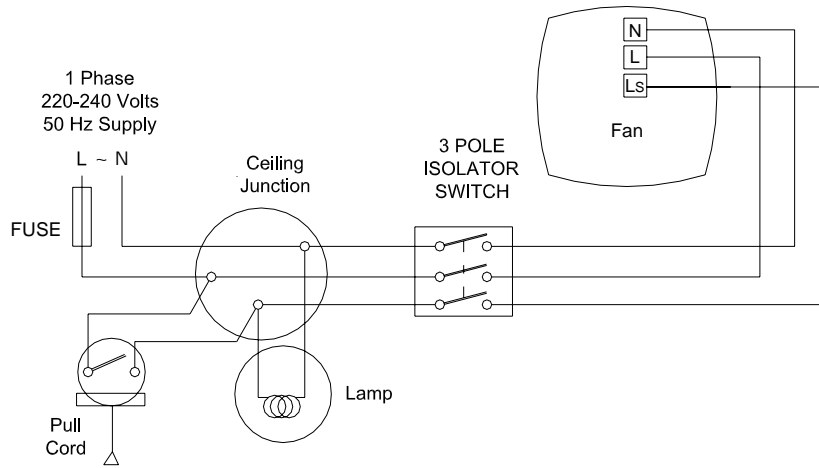 N
L
Ls
Fan
1 Phase
220-240 Volts
50 Hz Supply
L ~ N
FUSE
Ceiling
Junction
3 POLE
ISOLATOR
SWITCH
Lamp
Pull
Cord